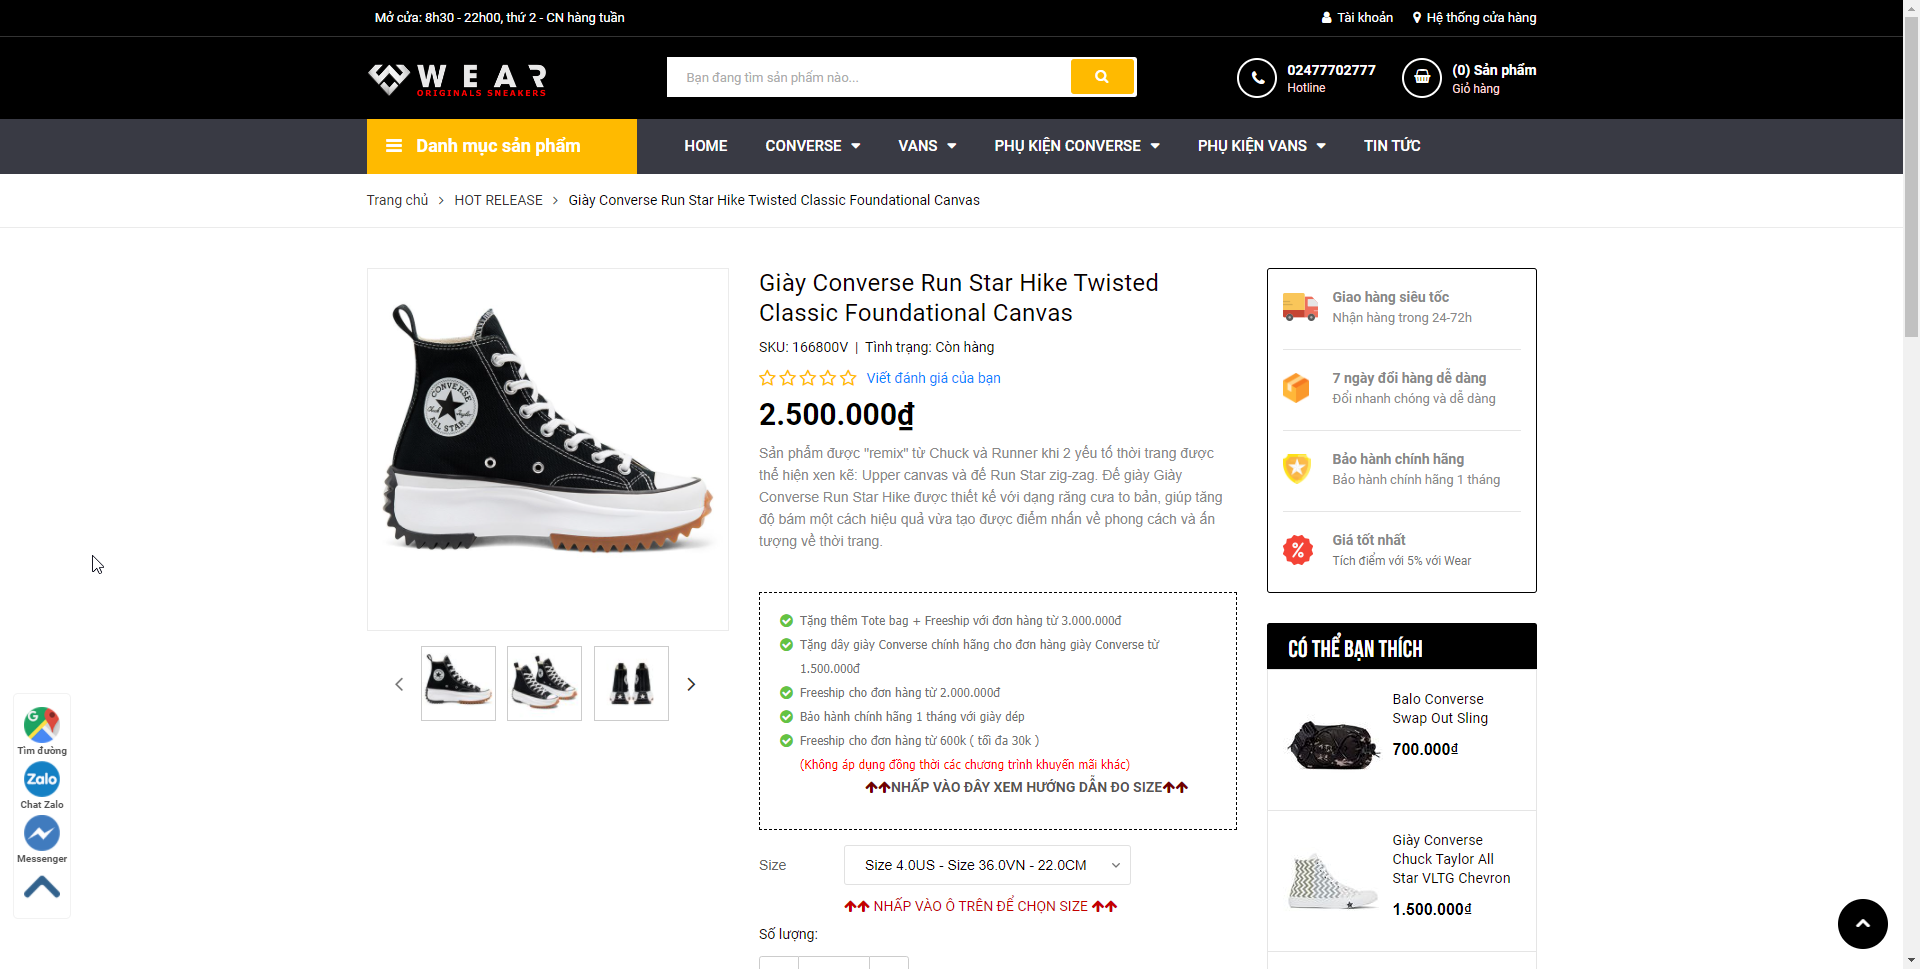 Mở cửa: 8h30 - 22h00, thứ 2 - CN hàng tuần
Tài khoản
Hệ thống cửa hàng
WEAR
ORIGINALS SNEAKERS
Bạn đang tìm sản phẩm nào...
02477702777
Hotline
(0) Sản phẩm
Giỏ hàng
Danh mục sản phẩm
HOME
CONVERSE
VANS
PHỤ KIỆN CONVERSE
PHỤ KIỆN VANS
TIN TỨC
Trang chủ > HOT RELEASE > Giày Converse Run Star Hike Twisted Classic Foundational Canvas
CONVERSE
ALL STAR
Giày Converse Run Star Hike Twisted
Classic Foundational Canvas
SKU: 166800V | Tình trạng: Còn hàng
Viết đánh giá của bạn
2.500.000₫
Sản phẩm được "remix" từ Chuck và Runner khi 2 yếu tố thời trang được
thể hiện xen kẽ: Upper canvas và đế Run Star zig-zag. Đế giày Giày
Converse Run Star Hike được thiết kế với dạng răng cưa to bản, giúp tăng
độ bám một cách hiệu quả vừa tạo được điểm nhấn về phong cách và ấn
tượng về thời trang.
Tặng thêm Tote bag + Freeship với đơn hàng từ 3.000.000đ
Tặng dây giày Converse chính hãng cho đơn hàng giày Converse từ
1.500.000đ
Freeship cho đơn hàng từ 2.000.000đ
Bảo hành chính hãng 1 tháng với giày dép
Freeship cho đơn hàng từ 600k ( tối đa 30k )
(Không áp dụng đồng thời các chương trình khuyến mãi khác)
NHẤP VÀO ĐÂY XEM HƯỚNG DẪN ĐO SIZE
Size
Size 4.0US - Size 36.0VN - 22.0CM
NHẤP VÀO Ô TRÊN ĐỂ CHỌN SIZE
Số lượng:
Giao hàng siêu tốc
Nhận hàng trong 24-72h
7 ngày đổi hàng dễ dàng
Đổi nhanh chóng và dễ dàng
Bảo hành chính hãng
Bảo hành chính hãng 1 tháng
Giá tốt nhất
Tích điểm với 5% với Wear
CÓ THỂ BẠN THÍCH
Balo Converse
Swap Out Sling
700.000₫
Giày Converse
Chuck Taylor All
Star VLTG Chevron
1.500.000₫
Tìm đường
Zalo
Chat Zalo
Messenger